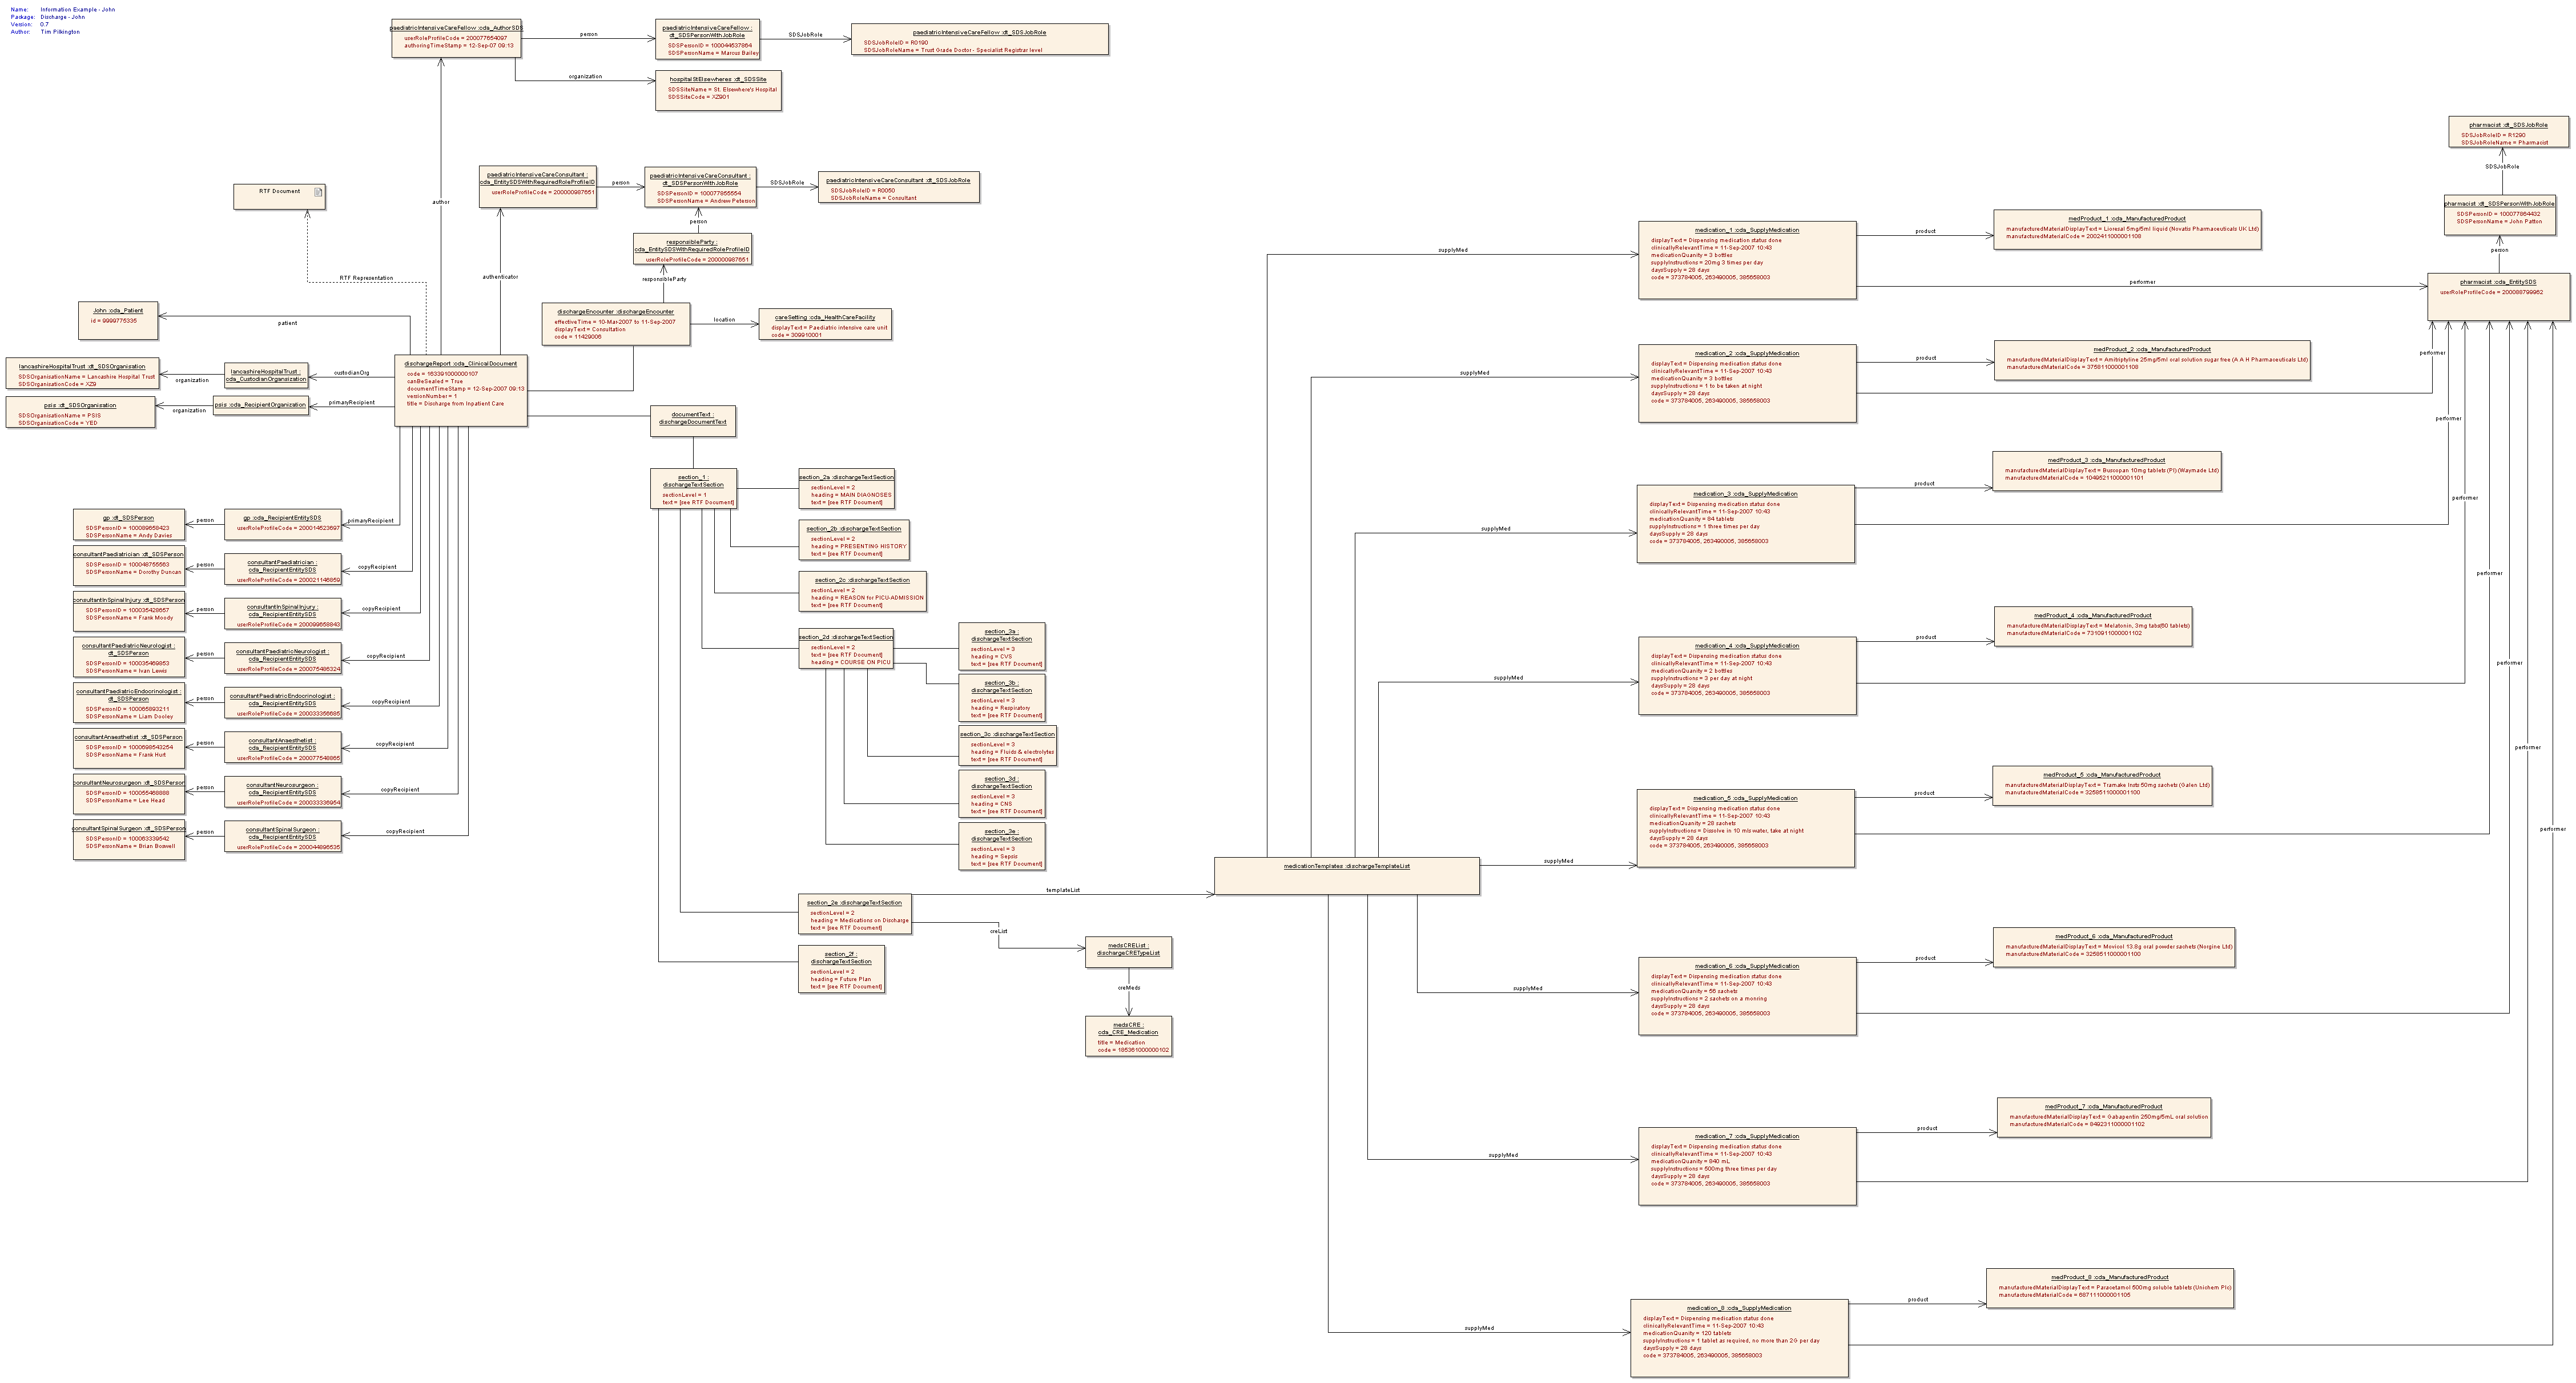 Name: Information Example - John
Package: Discharge - John
Version: 0.7
Author: Tim Pilkington
paediatricIntensiveCareFellow :cda_AuthorSDS
userRoleProfileCode = 200077654097
authoringTimeStamp = 12-Sep-07 09:13
person
paediatricIntensiveCareFellow :
dt_SDSPersonWithJobRole
SDSPersonID = 100044537864
SDSPersonName = Marcus Bailey
SDSJobRole
paediatricIntensiveCareFellow :dt_SDSJobRole
SDSJobRoleID = R0190
SDSJobRoleName = Trust Grade Doctor - Specialist Registrar level
organization
hospitalStElsewheres :dt_SDSSite
SDSSiteName = St. Elsewhere's Hospital
SDSSiteCode = XZ901
author
RTF Document
RTF Representation
paediatricIntensiveCareConsultant :
cda_EntitySDSWithRequiredRoleProfileID
userRoleProfileCode = 200000987651
person
paediatricIntensiveCareConsultant :
dt_SDSPersonWithJobRole
SDSPersonID = 100077855554
SDSPersonName = Andrew Peterson
SDSJobRole
paediatricIntensiveCareConsultant :dt_SDSJobRole
SDSJobRoleID = R0050
SDSJobRoleName = Consultant
person
responsibleParty :
cda_EntitySDSWithRequiredRoleProfileID
userRoleProfileCode = 200000987651
authenticator
responsibleParty
dischargeEncounter :dischargeEncounter
effectiveTime = 10-Mar-2007 to 11-Sep-2007
displayText = Consultation
code = 11429006
location
careSetting :cda_HealthCareFacility
displayText = Paediatric intensive care unit
code = 309910001
John :cda_Patient
id = 9999775335
patient
dischargeReport :cda_ClinicalDocument
code = 163391000000107
canBeSealed = True
documentTimeStamp = 12-Sep-2007 09:13
versionNumber = 1
title = Discharge from Inpatient Care
lancashireHospitalTrust :dt_SDSOrganisation
SDSOrganisationName = Lancashire Hospital Trust
SDSOrganizationCode = XZ9
organization
lancashireHospitalTrust :
cda_CustodianOrganization
custodianOrg
psis :dt_SDSOrganisation
SDSOrganizationName = PSIS
SDSOrganizationCode = YED
organization
psis :cda_RecipientOrganization
primaryRecipient
documentText :
dischargeDocumentText
section_1 :
dischargeTextSection
sectionLevel = 1
text = [see RTF Document]
section_2a :dischargeTextSection
sectionLevel = 2
heading = MAIN DIAGNOSES
text = [see RTF Document]
section_2b :dischargeTextSection
sectionLevel = 2
heading = PRESENTING HISTORY
text = [see RTF Document]
section_2c :dischargeTextSection
sectionLevel = 2
heading = REASON for PICU-ADMISSION
text = [see RTF Document]
section_2d :dischargeTextSection
sectionLevel = 2
text = [see RTF Document]
heading = COURSE ON PICU
section_3a :
dischargeTextSection
sectionLevel = 3
heading = CVS
text = [see RTF Document]
section_3b :
dischargeTextSection
sectionLevel = 3
heading = Respiratory
text = [see RTF Document]
section_3c :dischargeTextSection
sectionLevel = 3
heading = Fluids & electrolytes
text = [see RTF Document]
section_3d :
dischargeTextSection
sectionLevel = 3
heading = CNS
text = [see RTF Document]
section_3e :
dischargeTextSection
sectionLevel = 3
heading = Sepsis
text = [see RTF Document]
section_2e :dischargeTextSection
sectionLevel = 2
heading = Medications on Discharge
text = [see RTF Document]
templateList
creList
section_2f :
dischargeTextSection
sectionLevel = 2
heading = Future Plan
text = [see RTF Document]
medsCREList :
dischargeCRETypeList
creMeds
medsCRE :
cda_CRE_Medication
title = Medication
code = 185361000000102
gp :dt_SDSPerson
SDSPersonID = 100089658423
SDSPersonName = Andy Davies
person
gp :cda_RecipientEntitySDS
userRoleProfileCode = 200014523697
primaryRecipient
consultantPaediatrician :dt_SDSPerson
SDSPersonID = 100048765563
SDSPersonName = Dorothy Duncan
person
consultantPaediatrician :
cda_RecipientEntitySDS
userRoleProfileCode = 200021146859
copyRecipient
consultantInSpinalInjury :dt_SDSPerson
SDSPersonID = 100035428657
SDSPersonName = Frank Moody
person
consultantInSpinalInjury :
cda_RecipientEntitySDS
userRoleProfileCode = 200099658843
copyRecipient
consultantPaediatricNeurologist :
dt_SDSPerson
SDSPersonID = 100035469853
SDSPersonName = Ivan Lewis
person
consultantPaediatricNeurologist :
cda_RecipientEntitySDS
userRoleProfileCode = 200075486324
copyRecipient
consultantPaediatricEndocrinologist :
dt_SDSPerson
SDSPersonID = 100065893211
SDSPersonName = Liam Dooley
person
consultantPaediatricEndocrinologist :
cda_RecipientEntitySDS
userRoleProfileCode = 200033356685
copyRecipient
consultantAnaesthetist :dt_SDSPerson
SDSPersonID = 1000698543254
SDSPersonName = Frank Hurt
person
consultantAnaesthetist :
cda_RecipientEntitySDS
userRoleProfileCode = 200077548865
copyRecipient
consultantNeurosurgeon :dt_SDSPerson
SDSPersonID = 100055468888
SDSPersonName = Lee Head
person
consultantNeurosurgeon :
cda_RecipientEntitySDS
userRoleProfileCode = 200033336954
copyRecipient
consultantSpinalSurgeon :dt_SDSPerson
SDSPersonID = 100063339542
SDSPersonName = Brian Boswell
person
consultantSpinalSurgeon :
cda_RecipientEntitySDS
userRoleProfileCode = 200044896535
copyRecipient
medicationTemplates :dischargeTemplateList
supplyMed
medication_1 :cda_SupplyMedication
displayText = Dispensing medication status done
clinicallyRelevantTime = 11-Sep-2007 10:43
medicationQuanity = 3 bottles
supplyInstructions = 20mg 3 times per day
daysSupply = 28 days
code = 373784005, 263490005, 385658003
product
medProduct_1 :cda_ManufacturedProduct
manufacturedMaterialDisplayText = Lioresal 5mg/5ml liquid (Novatis Pharmaceuticals UK Ltd)
manufacturedMaterialCode = 2002411000001108
performer
supplyMed
medication_2 :cda_SupplyMedication
displayText = Dispensing medication status done
clinicallyRelevantTime = 11-Sep-2007 10:43
medicationQuanity = 3 bottles
supplyInstructions = 1 to be taken at night
daysSupply = 28 days
code = 373784005, 263490005, 385658003
product
medProduct_2 :cda_ManufacturedProduct
manufacturedMaterialDisplayText = Amitriptyline 25mg/5ml oral solution sugar free (A A H Pharmaceuticals Ltd)
manufacturedMaterialCode = 375811000001108
performer
supplyMed
medication_3 :cda_SupplyMedication
displayText = Dispensing medication status done
clinicallyRelevantTime = 11-Sep-2007 10:43
medicationQuanity = 84 tablets
supplyInstructions = 1 three times per day
daysSupply = 28 days
code = 373784005, 263490005, 385658003
product
medProduct_3 :cda_ManufacturedProduct
manufacturedMaterialDisplayText = Buscopan 10mg tablets (PI) (Waymade Ltd)
manufacturedMaterialCode = 10495211000001101
performer
supplyMed
medication_4 :cda_SupplyMedication
displayText = Dispensing medication status done
clinicallyRelevantTime = 11-Sep-2007 10:43
medicationQuanity = 2 bottles
supplyInstructions = 3 per day at night
daysSupply = 28 days
code = 373784005, 263490005, 385658003
product
medProduct_4 :cda_ManufacturedProduct
manufacturedMaterialDisplayText = Melatonin, 3mg tabs(60 tablets)
manufacturedMaterialCode = 7310911000001102
performer
supplyMed
medication_5 :cda_SupplyMedication
displayText = Dispensing medication status done
clinicallyRelevantTime = 11-Sep-2007 10:43
medicationQuanity = 28 sachets
supplyInstructions = Dissolve in 10 mls water, take at night
daysSupply = 28 days
code = 373784005, 263490005, 385658003
product
medProduct_5 :cda_ManufacturedProduct
manufacturedMaterialDisplayText = Tramake Insts 50mg sachets (Galen Ltd)
manufacturedMaterialCode = 3258511000001100
performer
supplyMed
medication_6 :cda_SupplyMedication
displayText = Dispensing medication status done
clinicallyRelevantTime = 11-Sep-2007 10:43
medicationQuanity = 56 sachets
supplyInstructions = 2 sachets on a monring
daysSupply = 28 days
code = 373784005, 263490005, 385658003
product
medProduct_6 :cda_ManufacturedProduct
manufacturedMaterialDisplayText = Movicol 13.8g oral powder sachets (Norgine Ltd)
manufacturedMaterialCode = 3258511000001100
performer
supplyMed
medication_7 :cda_SupplyMedication
displayText = Dispensing medication status done
clinicallyRelevantTime = 11-Sep-2007 10:43
medicationQuanity = 840 mL
supplyInstructions = 500mg three times per day
daysSupply = 28 days
code = 373784005, 263490005, 385658003
product
medProduct_7 :cda_ManufacturedProduct
manufacturedMaterialDisplayText = Gabapentin 250mg/5mL oral solution
manufacturedMaterialCode = 8492311000001102
performer
supplyMed
medication_8 :cda_SupplyMedication
displayText = Dispensing medication status done
clinicallyRelevantTime = 11-Sep-2007 10:43
medicationQuanity = 120 tablets
supplyInstructions = 1 tablet as required, no more than 2G per day
daysSupply = 28 days
code = 373784005, 263490005, 385658003
product
medProduct_8 :cda_ManufacturedProduct
manufacturedMaterialDisplayText = Paracetamol 500mg soluble tablets (Unichem Plc)
manufacturedMaterialCode = 687111000001105
performer
pharmacist :dt_SDSJobRole
SDSJobRoleID = R1290
SDSJobRoleName = Pharmacist
SDSJobRole
pharmacist :dt_SDSPersonWithJobRole
SDSPersonID = 100077864432
SDSPersonName = John Patton
person
pharmacist :cda_EntitySDS
userRoleProfileCode = 200088799862